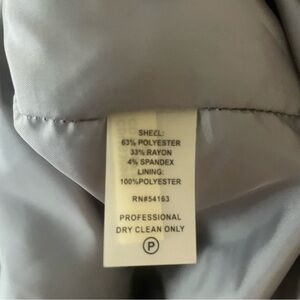 SHELL:
63% POLYESTER
33% RAYON
4% SPANDEX
LINING:
100%POLYESTER
RN#54163
PROFESSIONAL
DRY CLEAN ONLY
P